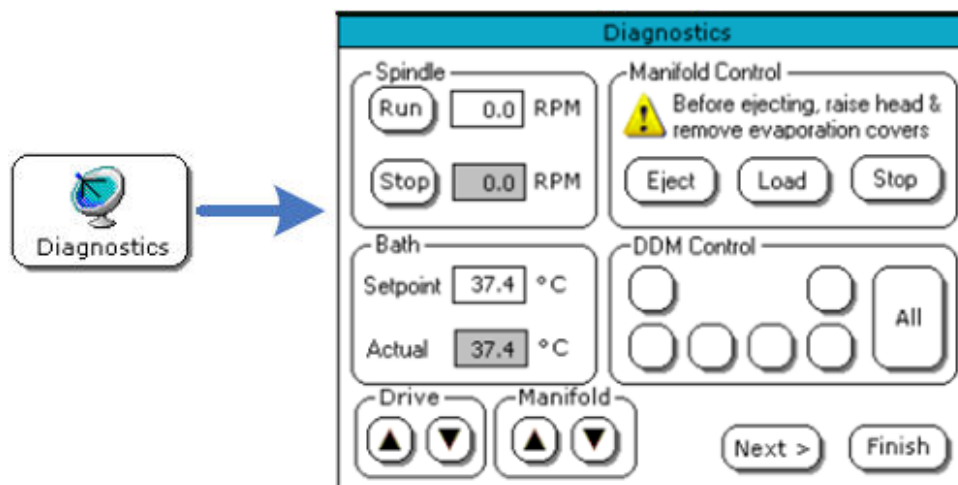 Diagnostics
Diagnostics
Spindle
Run 0.0 RPM
Stop 0.0 RPM
Manifold Control
Before ejecting, raise head &
remove evaporation covers
Eject Load Stop
Bath
Setpoint 37.4 °C
Actual 37.4 °C
DDM Control
All
Drive
Manifold
Next > Finish